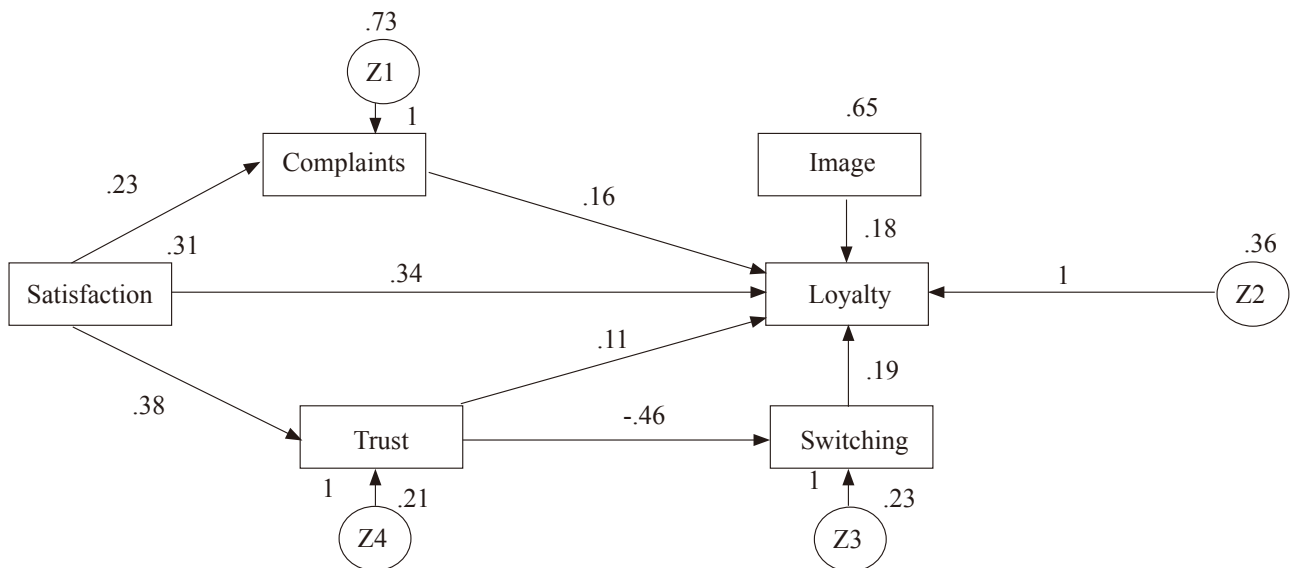 .73
Z1
1
Complaints
.65
Image
.23
.16
.18
.36
.31
Satisfaction
.34
Loyalty
1
Z2
.11
.19
.38
Trust
-.46
Switching
1
.21
Z4
1
.23
Z3